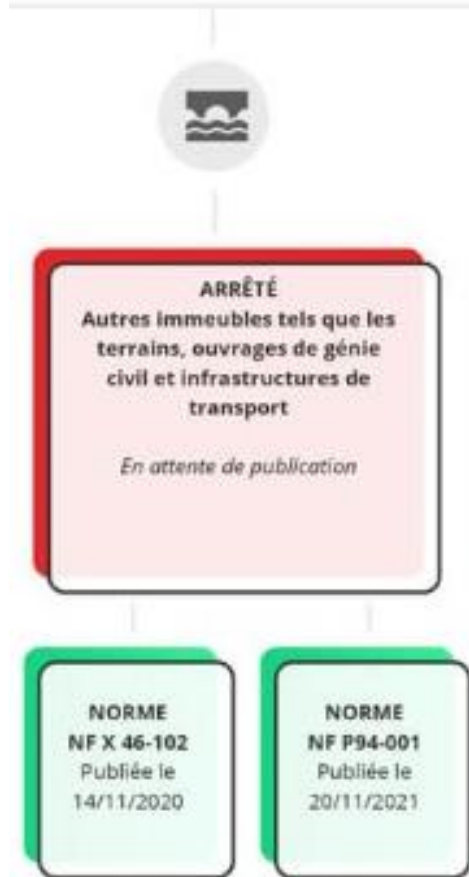 ARRÊTÉ
Autres immeubles tels que les
terrains, ouvrages de génie
civil et infrastructures de
transport
En attente de publication
NORME
NF X 46-102
Publiée le
14/11/2020
NORME
NF P94-001
Publiée le
20/11/2021